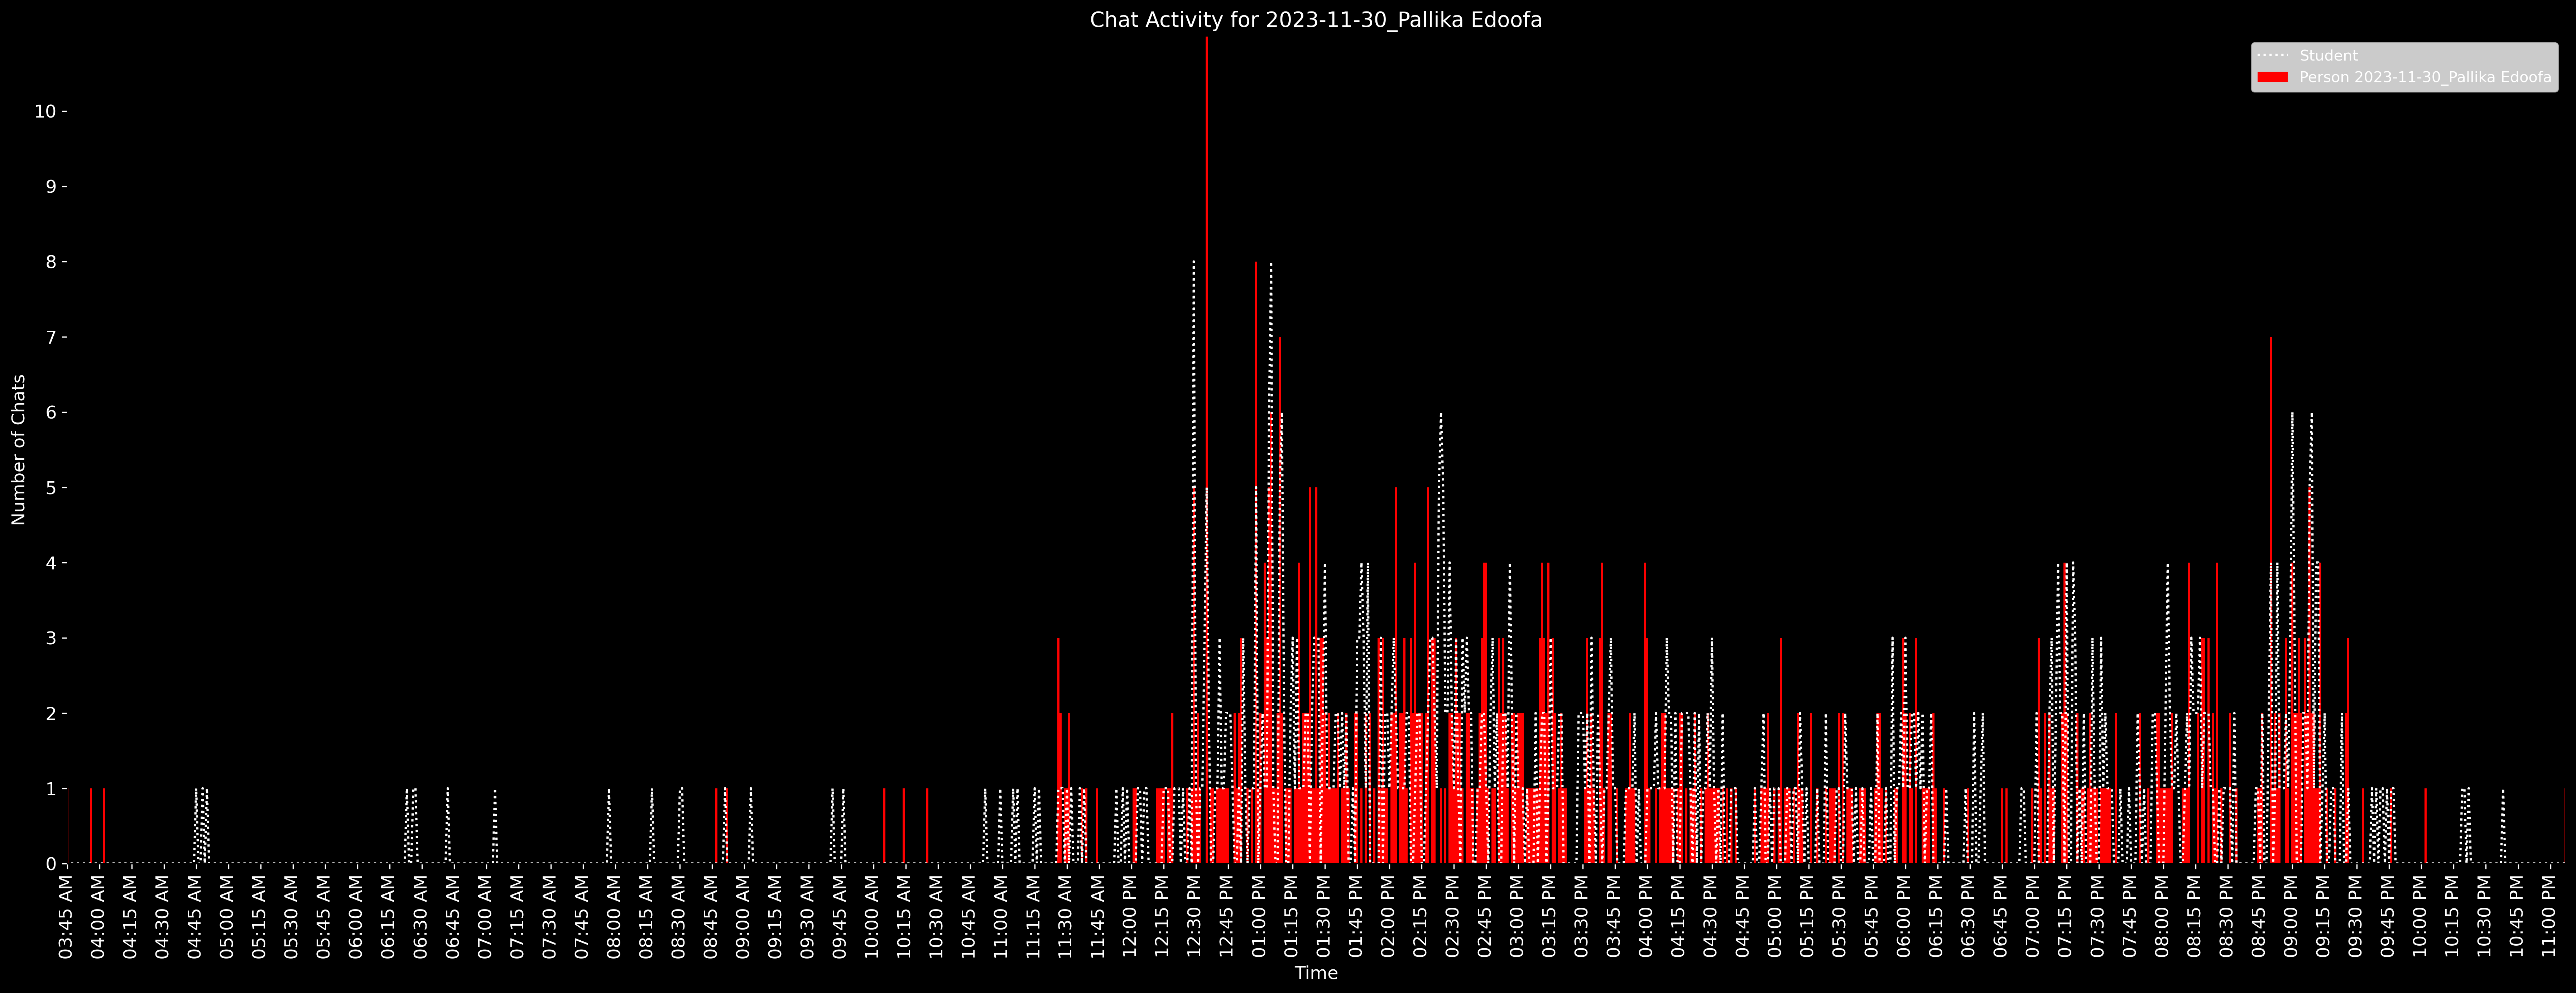 Chat Activity for 2023-11-30_Pallika Edoofa
Student
Person 2023-11-30_Pallika Edoofa
Number of Chats
10
9
8
7
6
5
4
3
2
1
0
03:45 AM
04:00 AM
04:15 AM
04:30 AM
04:45 AM
05:00 AM
05:15 AM
05:30 AM
05:45 AM
06:00 AM
06:15 AM
06:30 AM
06:45 AM
07:00 AM
07:15 AM
07:30 AM
07:45 AM
08:00 AM
08:15 AM
08:30 AM
08:45 AM
09:00 AM
09:15 AM
09:30 AM
09:45 AM
10:00 AM
10:15 AM
10:30 AM
10:45 AM
11:00 AM
11:15 AM
11:30 AM
11:45 AM
12:00 PM
12:15 PM
12:30 PM
12:45 PM
01:00 PM
01:15 PM
01:30 PM
01:45 PM
02:00 PM
02:15 PM
02:30 PM
02:45 PM
03:00 PM
03:15 PM
03:30 PM
03:45 PM
04:00 PM
04:15 PM
04:30 PM
04:45 PM
05:00 PM
05:15 PM
05:30 PM
05:45 PM
06:00 PM
06:15 PM
06:30 PM
06:45 PM
07:00 PM
07:15 PM
07:30 PM
07:45 PM
08:00 PM
08:15 PM
08:30 PM
08:45 PM
09:00 PM
09:15 PM
09:30 PM
09:45 PM
10:00 PM
10:15 PM
10:30 PM
10:45 PM
11:00 PM
Time